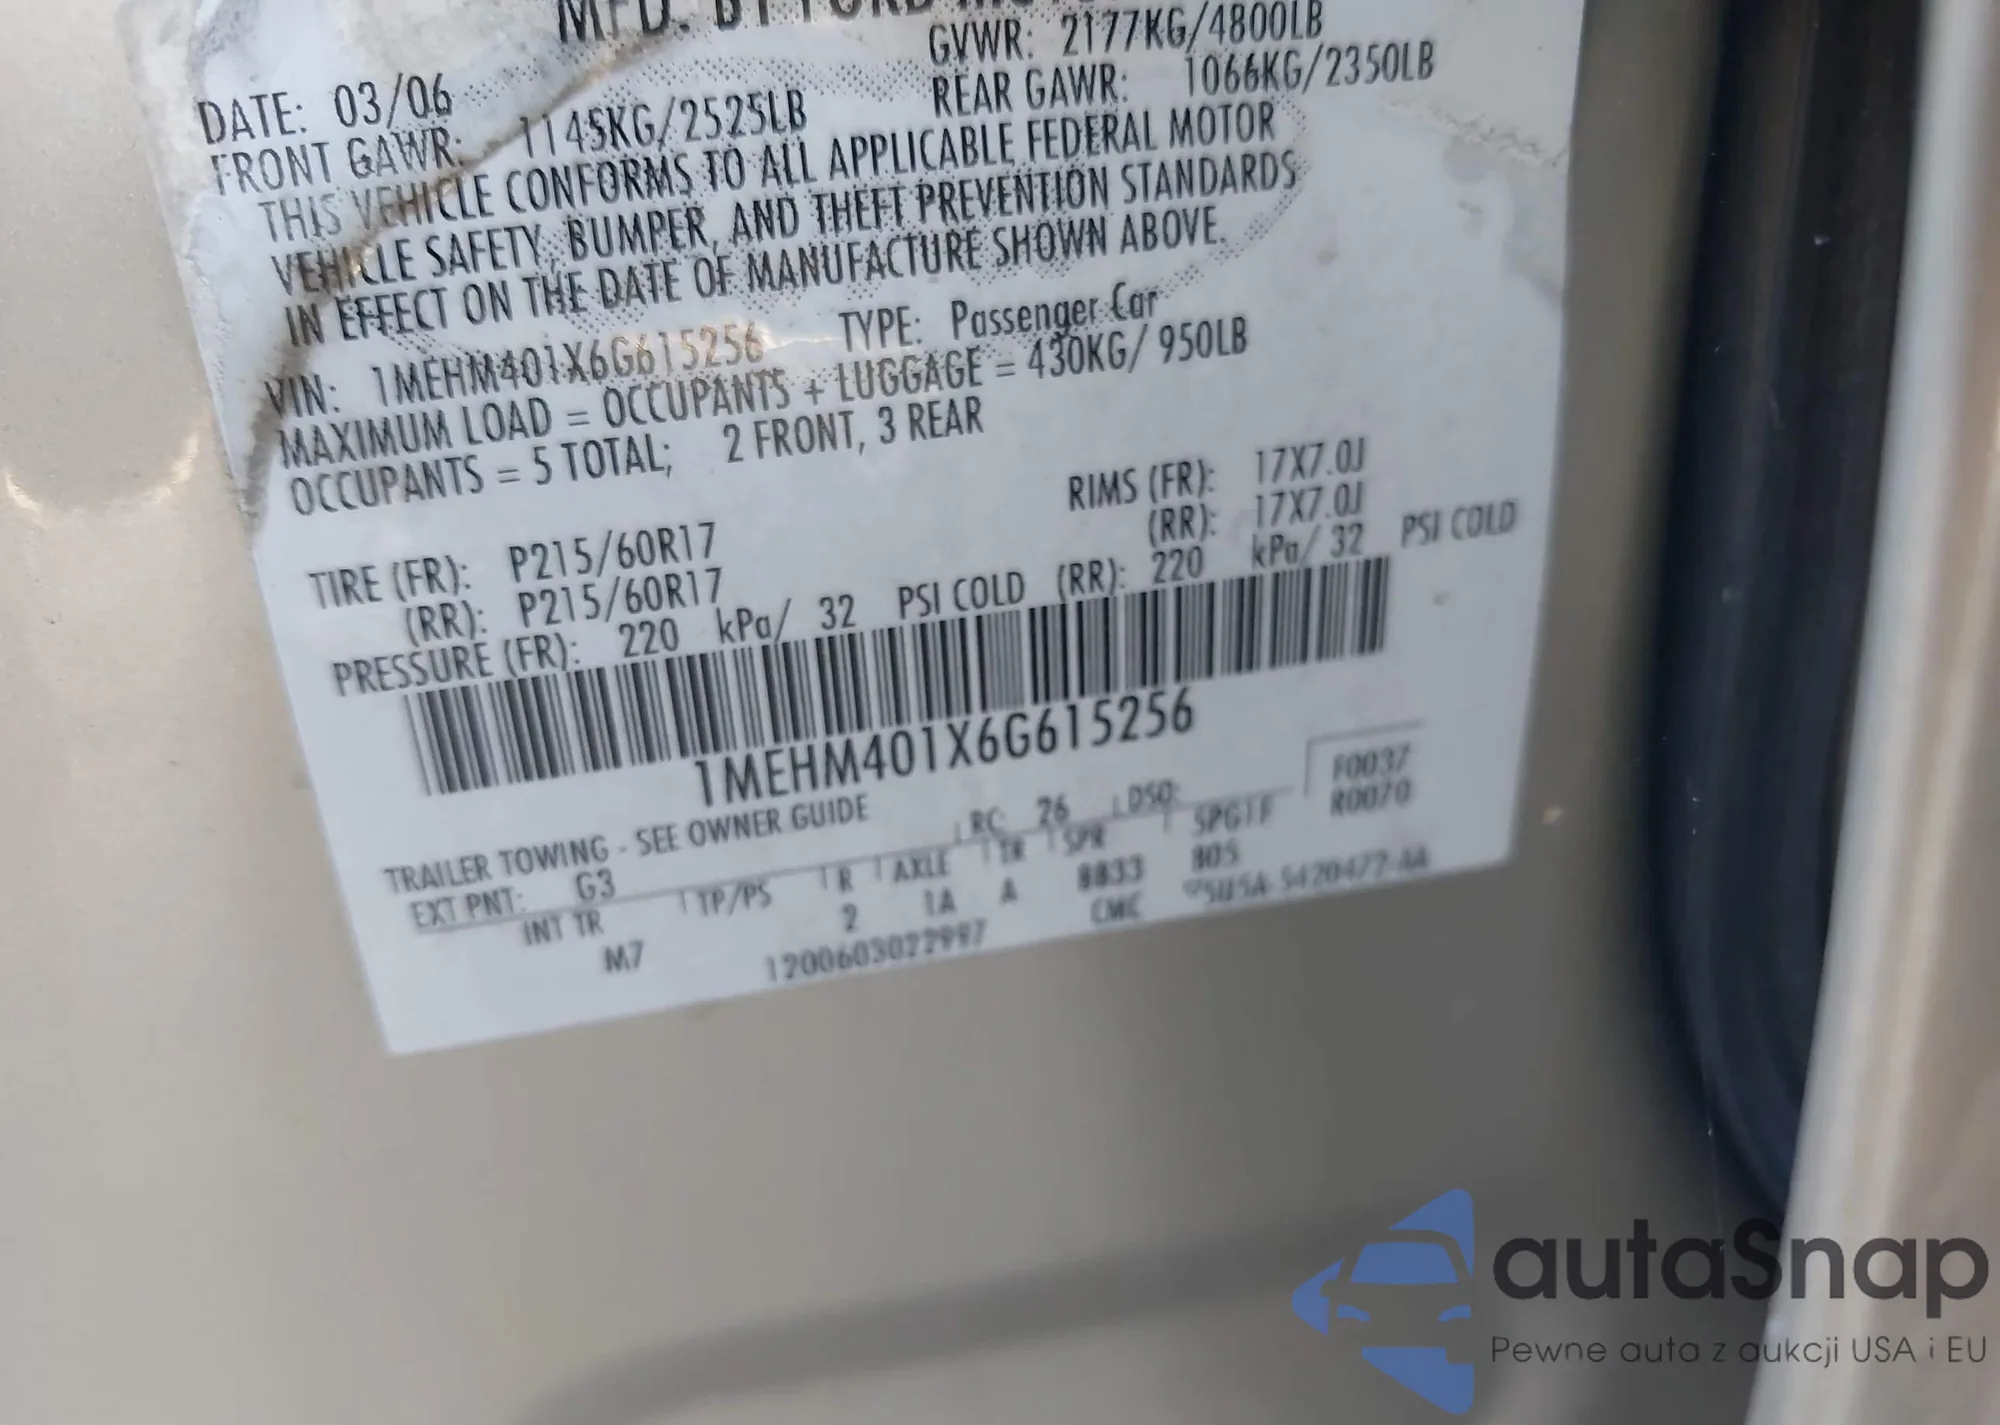 MFD. BY FORD MOTOR
GVWR: 2177KG/4800LB
DATE: 03/06
REAR GAWR: 1066KG/2350LB
FRONT GAWR: 1145KG/2525LB
THIS VEHICLE CONFORMS TO ALL APPLICABLE FEDERAL MOTOR
VEHICLE SAFETY, BUMPER, AND THEFT PREVENTION STANDARDS
IN EFFECT ON THE DATE OF MANUFACTURE SHOWN ABOVE.
VIN: 1MEHM401X6G615256 TYPE: Passenger Car
MAXIMUM LOAD = OCCUPANTS + LUGGAGE = 430KG/ 950LB
OCCUPANTS = 5 TOTAL; 2 FRONT, 3 REAR
RIMS (FR): 17X7.0J
TIRE (FR): P215/60R17
(RR): 17X7.0J
(RR): P215/60R17
PRESSURE (FR): 220 kPa/ 32 PSI COLD (RR): 220 kPa/ 32 PSI COLD
1MEHM401X6G615256
F0037
TRAILER TOWING - SEE OWNER GUIDE
RC: 26 DSO:
R0070
EXT PNT: G3
INT TR TP/PS R AXLE TR SPR SPG1F
M7 2 1A A 8833 805
1200603022997 CMC 5U5A-5420472-AA
autaSnap
Pewne auta z aukcji USA i EU